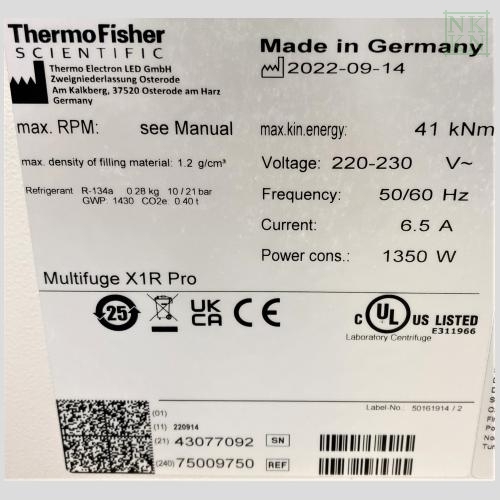 ThermoFisher
SCIENTIFIC
Thermo Electron LED GmbH
Zweigniederlassung Osterode
Am Kalkberg, 37520 Osterode am Harz
Germany
Made in Germany
2022-09-14
max. RPM: see Manual
max.kin.energy: 41 kNm
max. density of filling material: 1.2 g/cm³
Voltage: 220-230 V~
Refrigerant R-134a 0.28 kg 10 / 21 bar
GWP: 1430 CO2e: 0.40 t
Frequency: 50/60 Hz
Current: 6.5 A
Power cons.: 1350 W
Multifuge X1R Pro
25
UK
CA
CE
C UL US LISTED
E311966
Laboratory Centrifuge
Label-No.: 50161914 / 2
(01)
(11) 220914
(21) 43077092 SN
(240) 75009750 REF
NK
KN